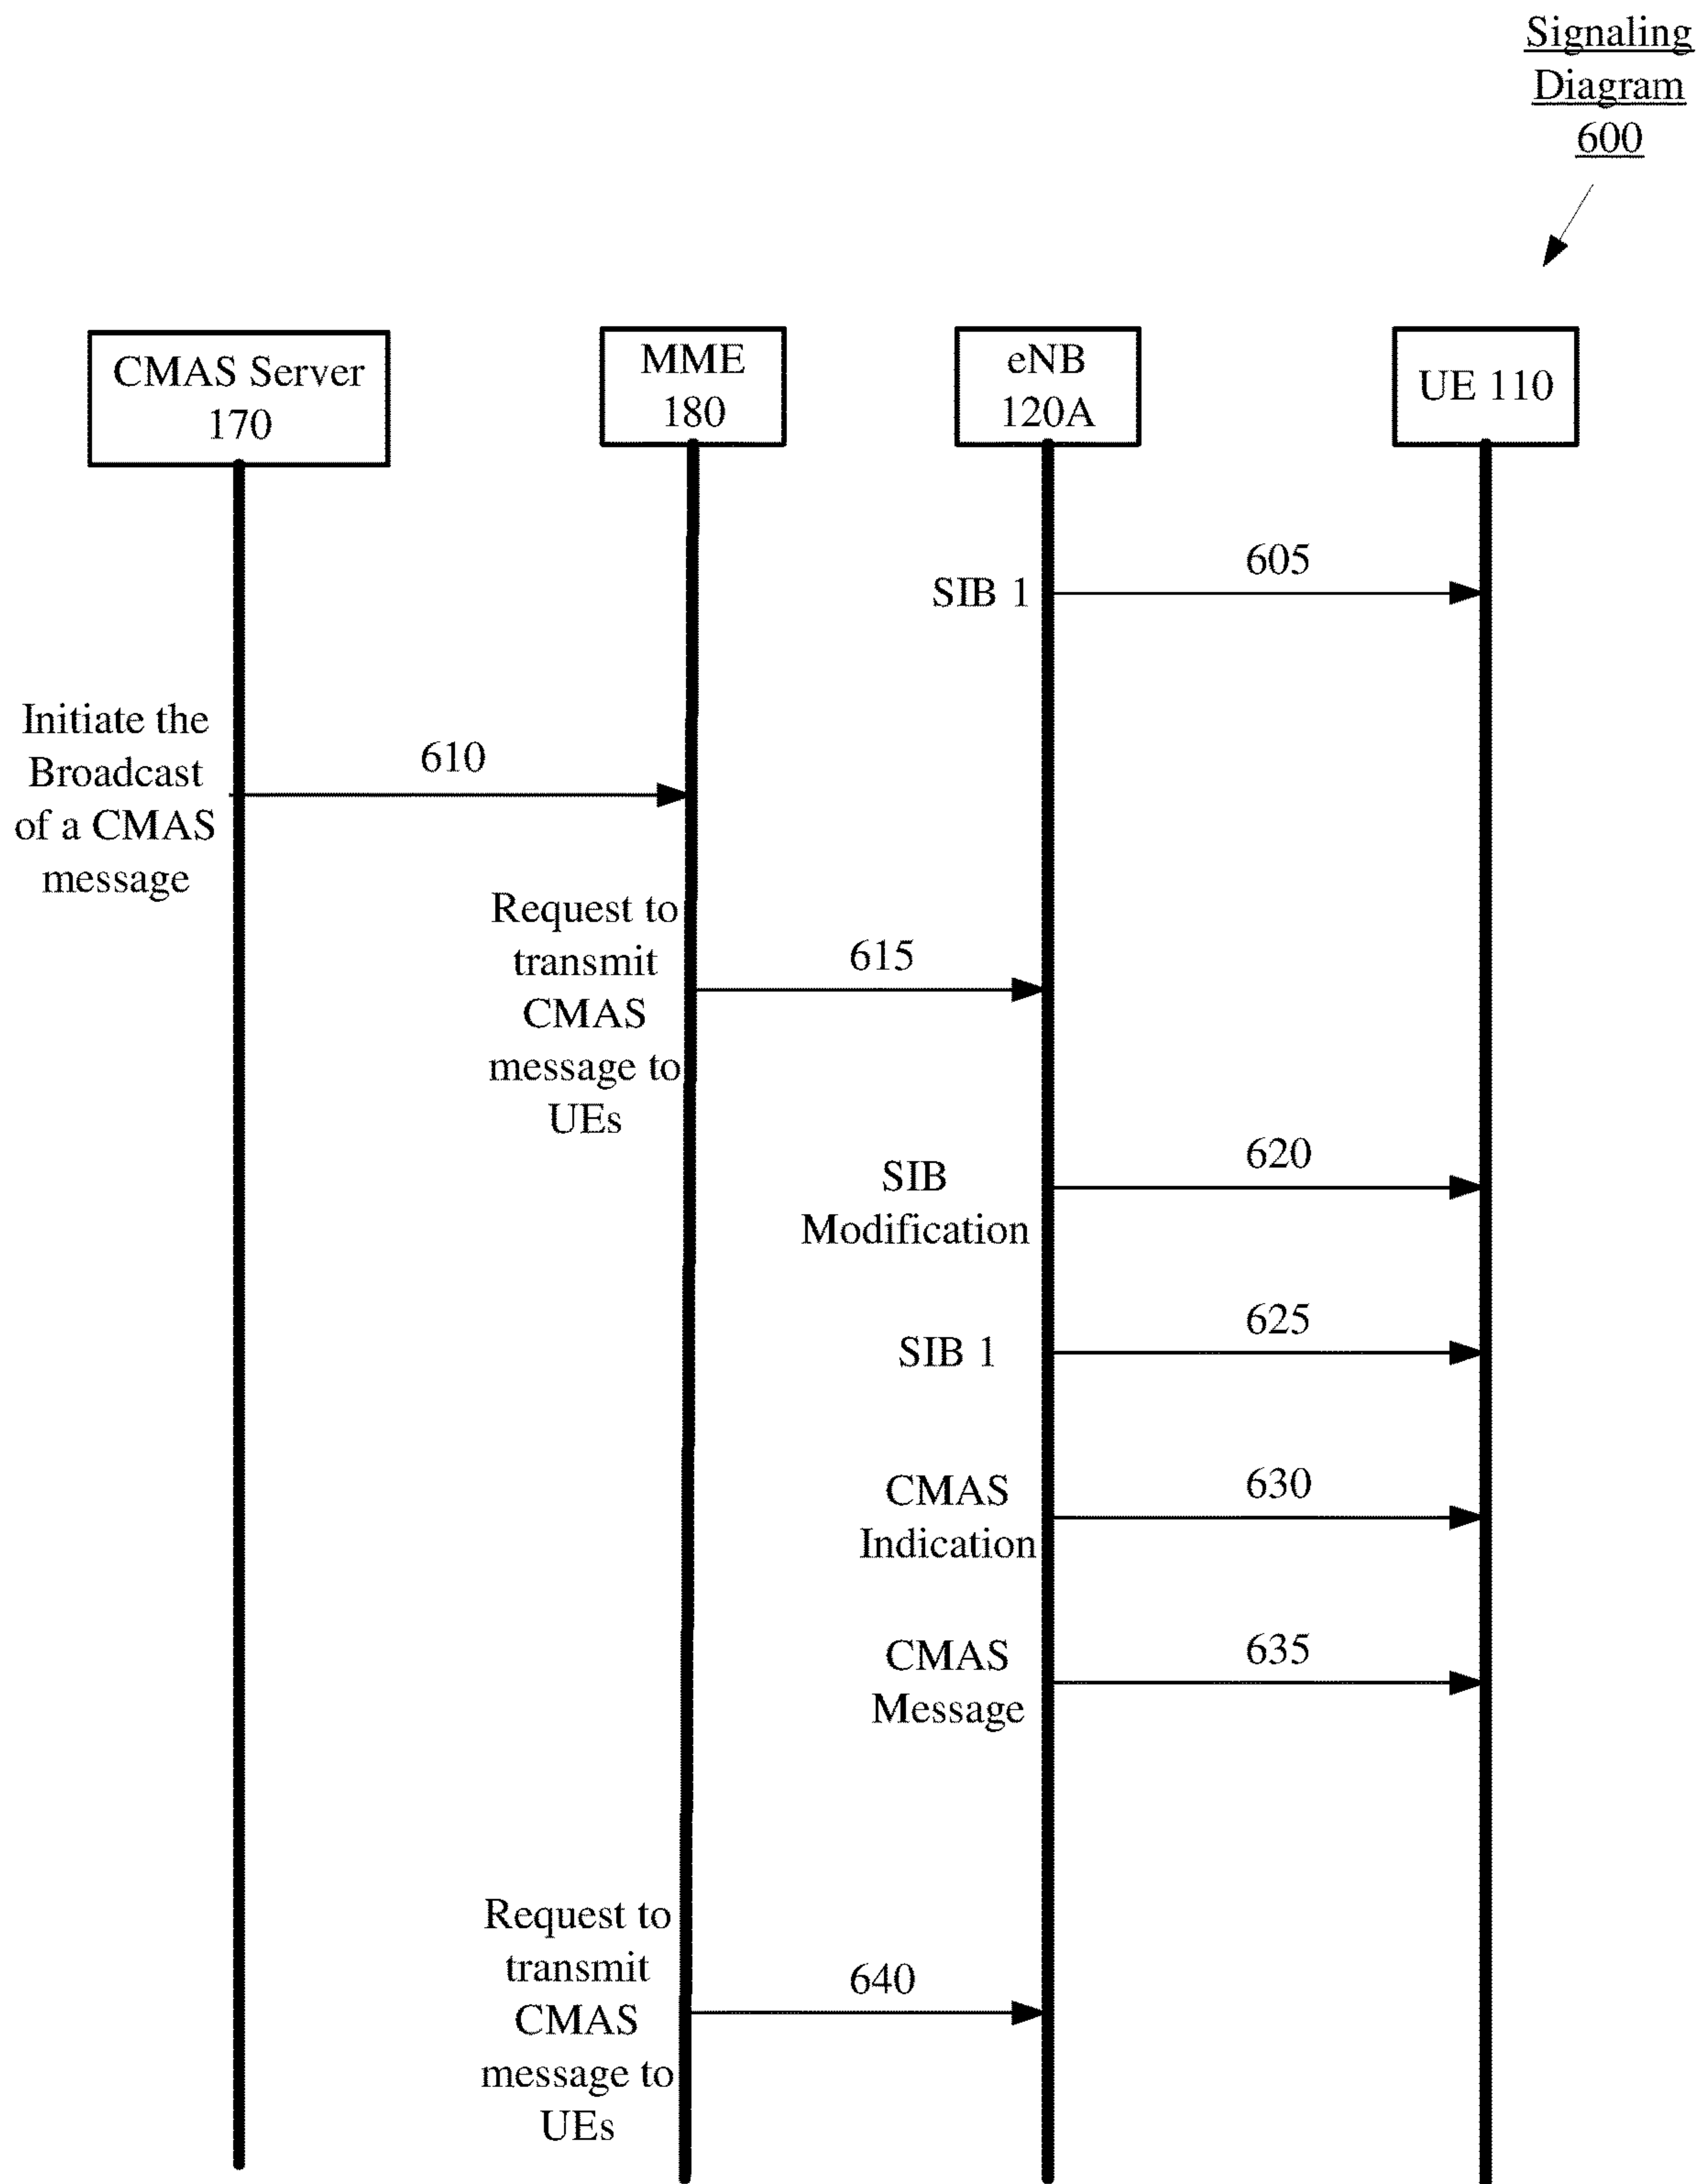 Signaling
Diagram
600
CMAS Server
170
MME
180
eNB
120A
UE 110
605
SIB 1
Initiate the
Broadcast
of a CMAS
message
610
Request to
transmit
CMAS
message to
UEs
615
SIB
Modification
620
SIB 1
625
CMAS
Indication
630
CMAS
Message
635
Request to
transmit
CMAS
message to
UEs
640